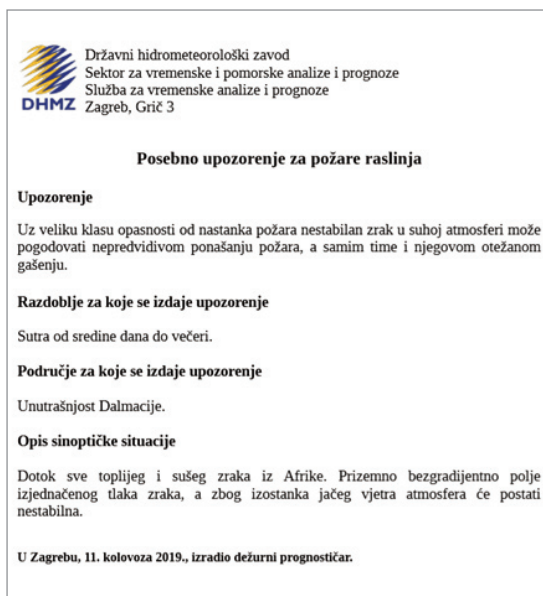 Državni hidrometeorološki zavod
Sektor za vremenske i pomorske analize i prognoze
Služba za vremenske analize i prognoze
DHMZ Zagreb, Grič 3
Posebno upozorenje za požare raslinja
Upozorenje
Uz veliku klasu opasnosti od nastanka požara nestabilan zrak u suhoj atmosferi može
pogodovati nepredvidivom ponašanju požara, a samim time i njegovom otežanom
gašenju.
Razdoblje za koje se izdaje upozorenje
Sutra od sredine dana do večeri.
Područje za koje se izdaje upozorenje
Unutrašnjost Dalmacije.
Opis sinoptičke situacije
Dotok sve toplijeg i sušeg zraka iz Afrike. Prizemno bezgradijentno polje
izjednačenog tlaka zraka, a zbog izostanka jačeg vjetra atmosfera će postati
nestabilna.
U Zagrebu, 11. kolovoza 2019., izradio dežurni prognostičar.